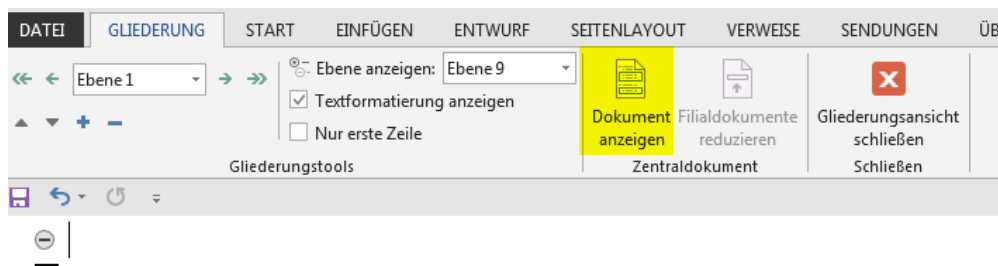 DATEI GLIEDERUNG START EINFÜGEN ENTWURF SEITENLAYOUT VERWEISE SENDUNGEN ÜB
Ebene 1 Ebene anzeigen: Ebene 9
Textformatierung anzeigen
Nur erste Zeile
Gliederungstools
Dokument anzeigen
Filialdokumente reduzieren
Zentraldokument
Gliederungsansicht schließen
Schließen